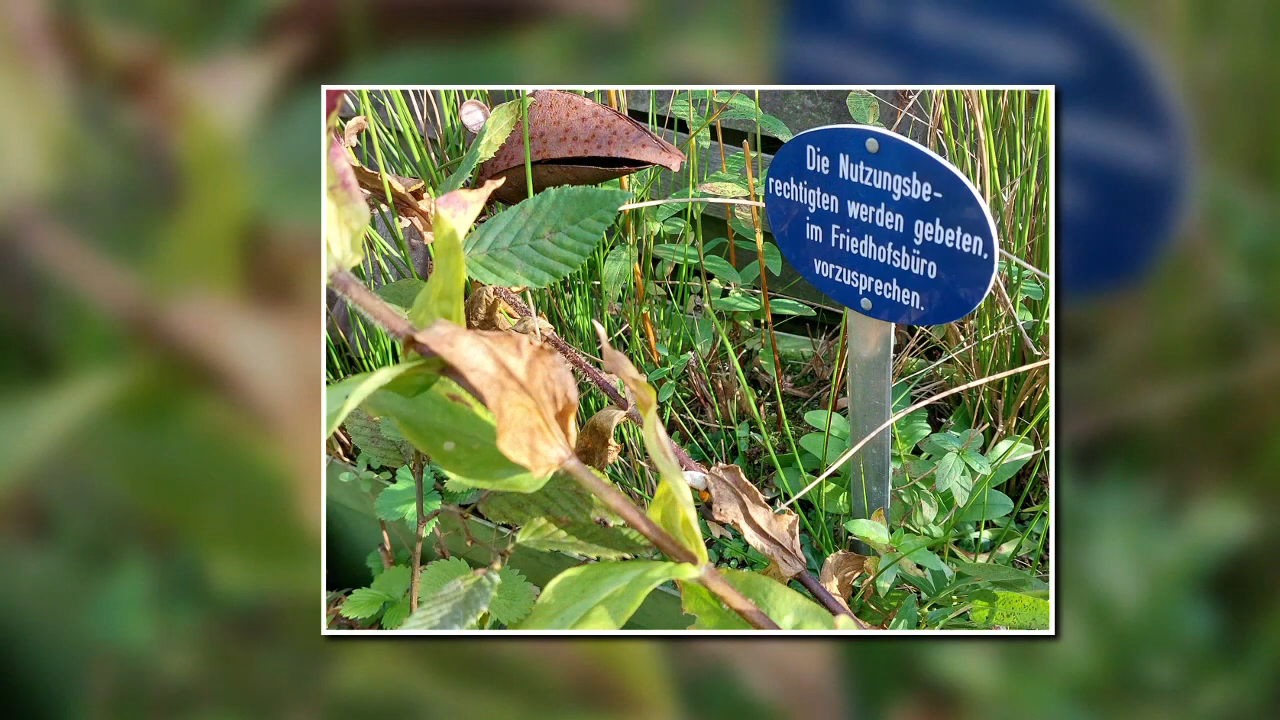 Die Nutzungsbe-
rechtigten werden gebeten,
im Friedhofsbüro
vorzusprechen.